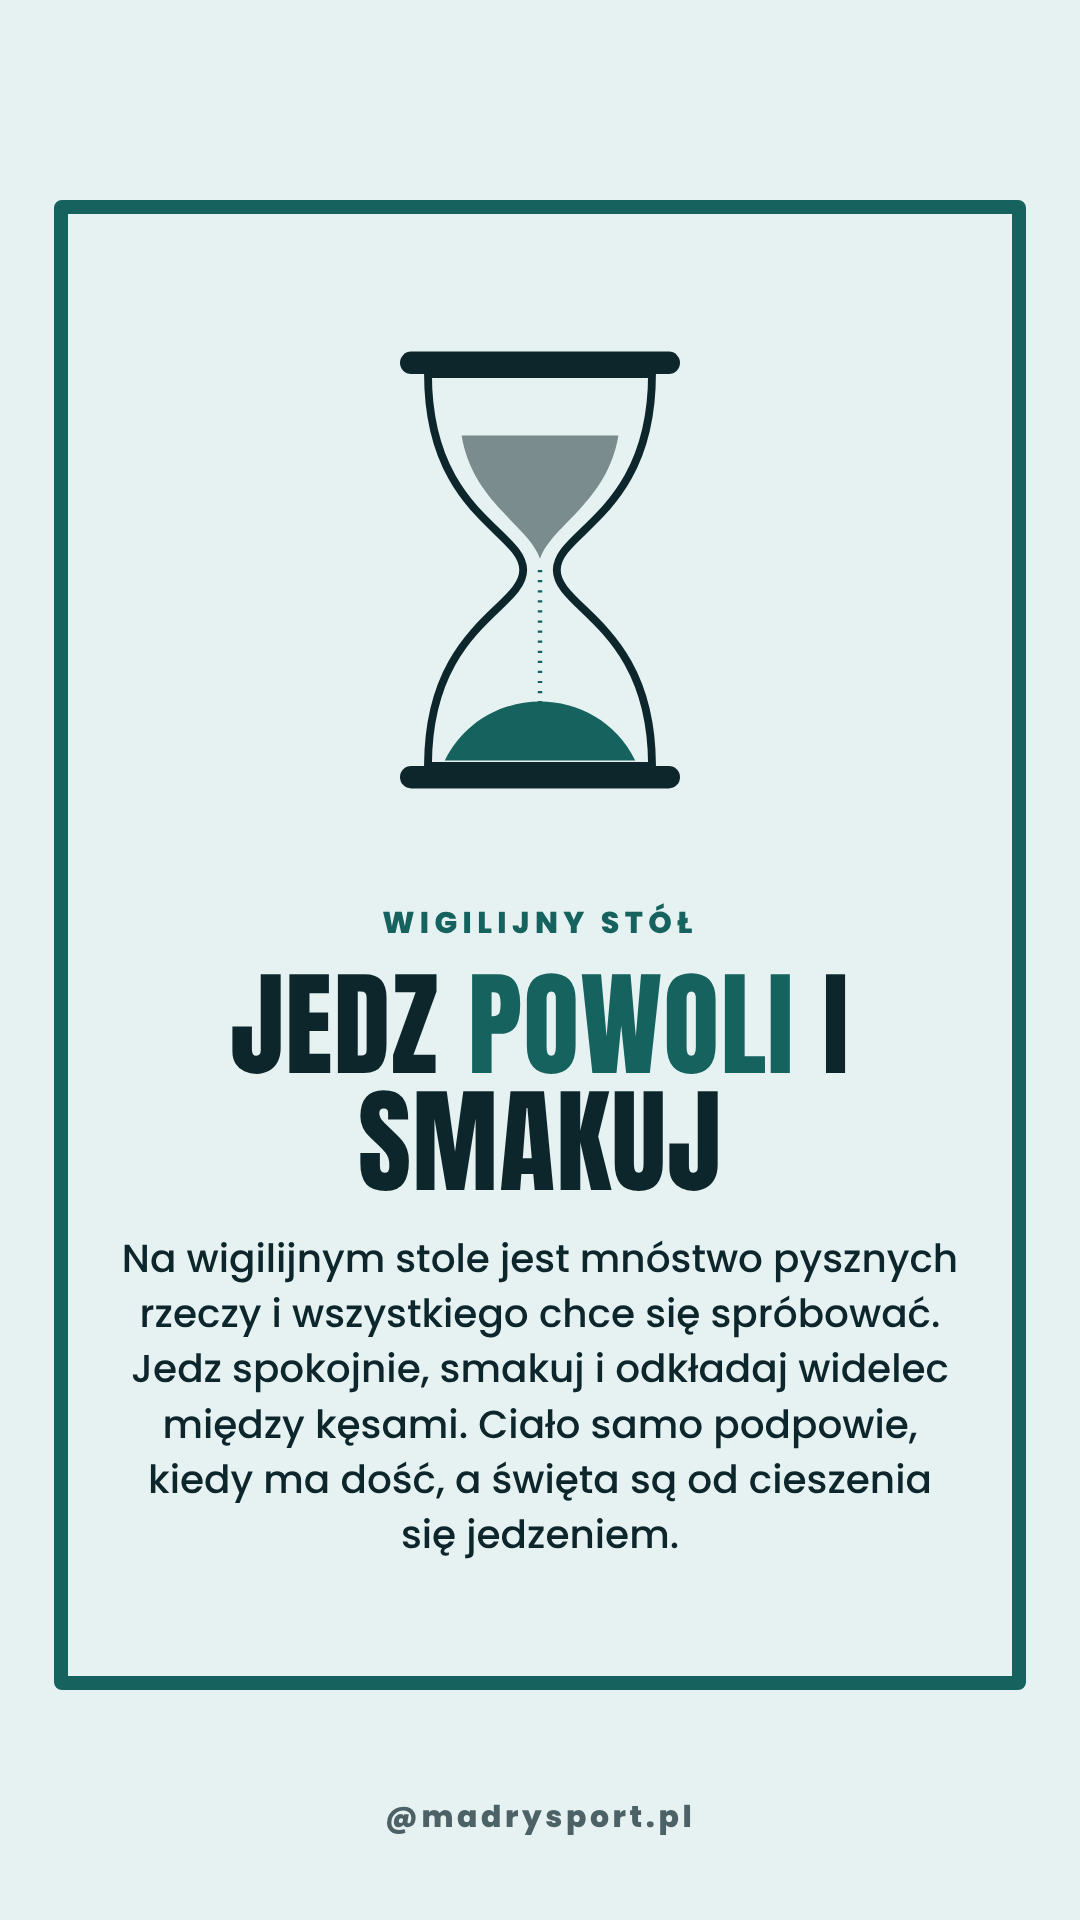 WIGILIJNY STÓŁ
JEDZ POWOLI I
SMAKUJ
Na wigilijnym stole jest mnóstwo pysznych
rzeczy i wszystkiego chce się spróbować.
Jedz spokojnie, smakuj i odkładaj widelec
między kęsami. Ciało samo podpowie,
kiedy ma dość, a święta są od cieszenia
się jedzeniem.
@madrysport.pl